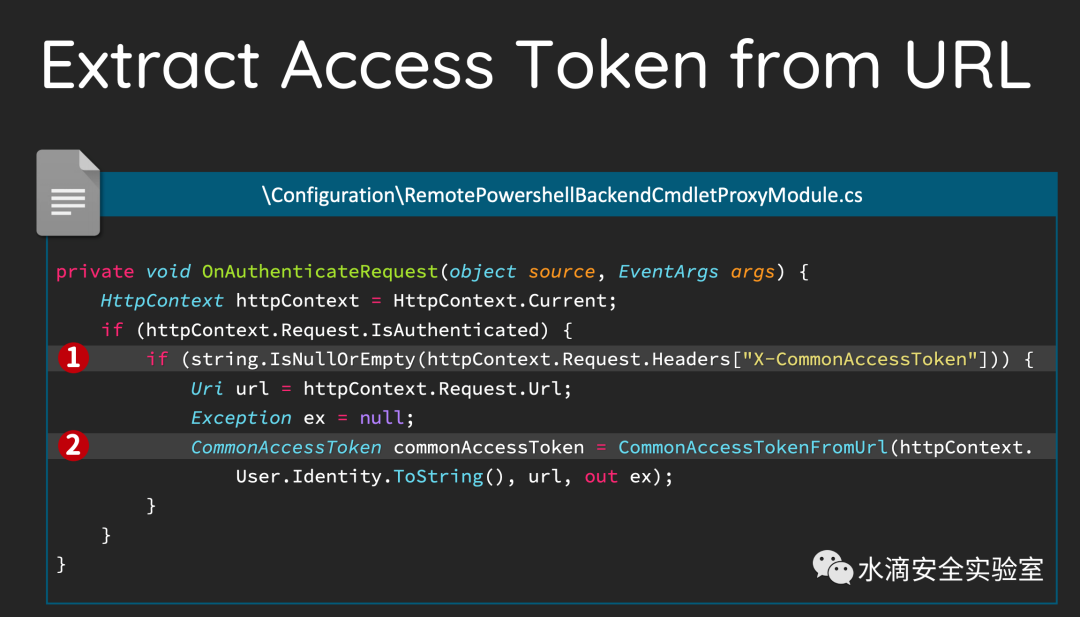 Extract Access Token from URL
\Configuration\RemotePowershellBackendCmdletProxyModule.cs
private void OnAuthenticateRequest(object source, EventArgs args) {
HttpContext httpContext = HttpContext.Current;
if (httpContext.Request.IsAuthenticated) {
1 if (string.IsNullOrEmpty(httpContext.Request.Headers["X-CommonAccessToken"])) {
Uri url = httpContext.Request.Url;
Exception ex = null;
2 CommonAccessToken commonAccessToken = CommonAccessTokenFromUrl(httpContext.
User.Identity.ToString(), url, out ex);
}
}
}
水滴安全实验室